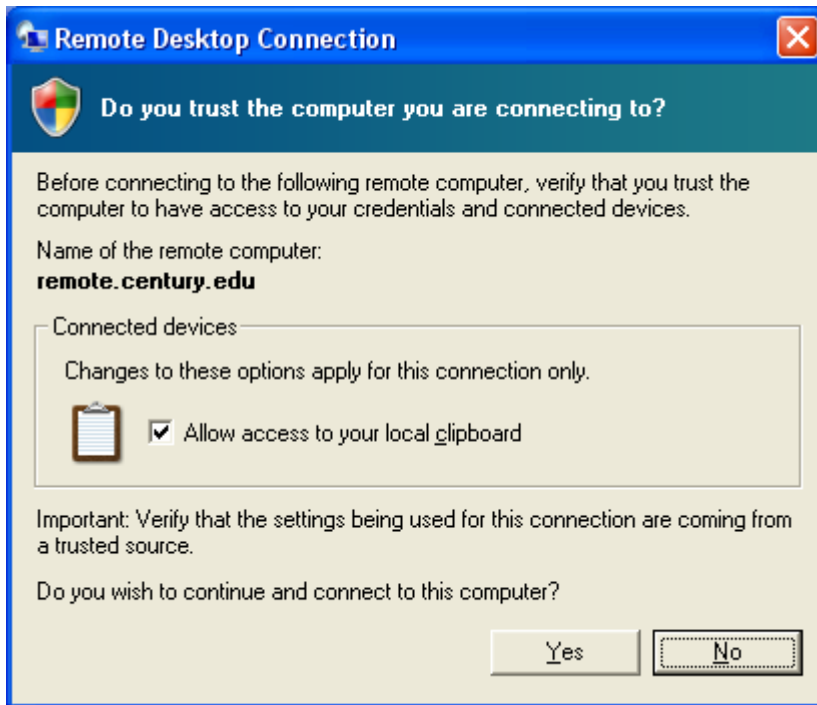 Remote Desktop Connection
Do you trust the computer you are connecting to?
Before connecting to the following remote computer, verify that you trust the
computer to have access to your credentials and connected devices.
Name of the remote computer:
remote.century.edu
Connected devices
Changes to these options apply for this connection only.
Allow access to your local clipboard
Important: Verify that the settings being used for this connection are coming from
a trusted source.
Do you wish to continue and connect to this computer?
Yes No